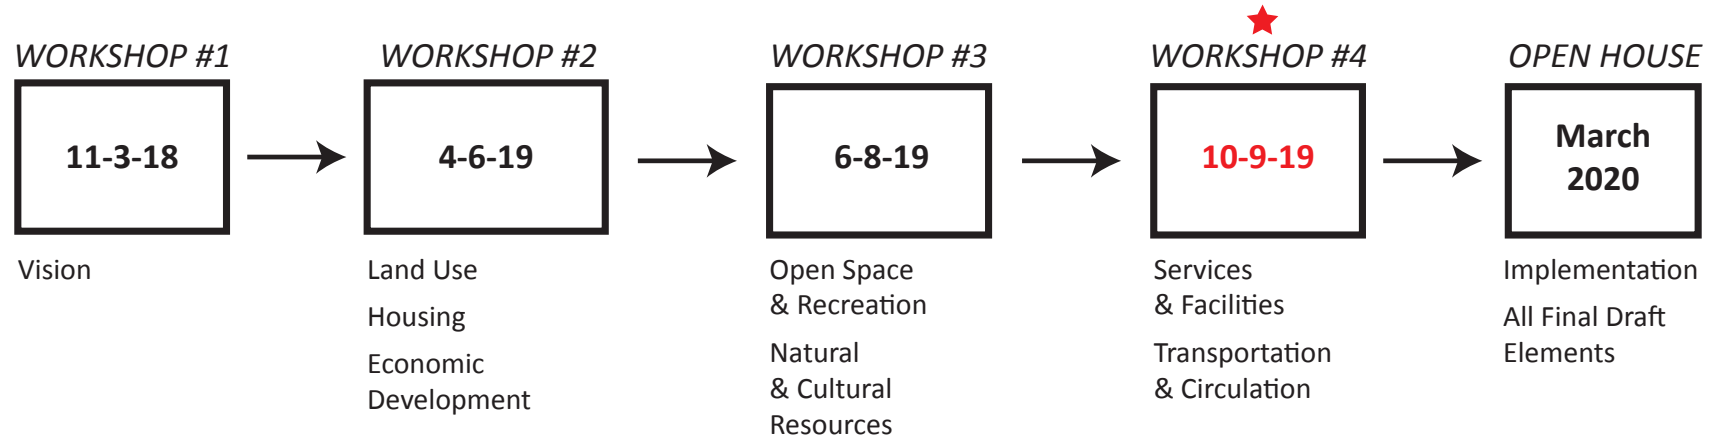 WORKSHOP #1
11-3-18
Vision
WORKSHOP #2
4-6-19
Land Use
Housing
Economic
Development
WORKSHOP #3
6-8-19
Open Space
& Recreation
Natural
& Cultural
Resources
WORKSHOP #4
10-9-19
Services
& Facilities
Transportation
& Circulation
OPEN HOUSE
March
2020
Implementation
All Final Draft
Elements